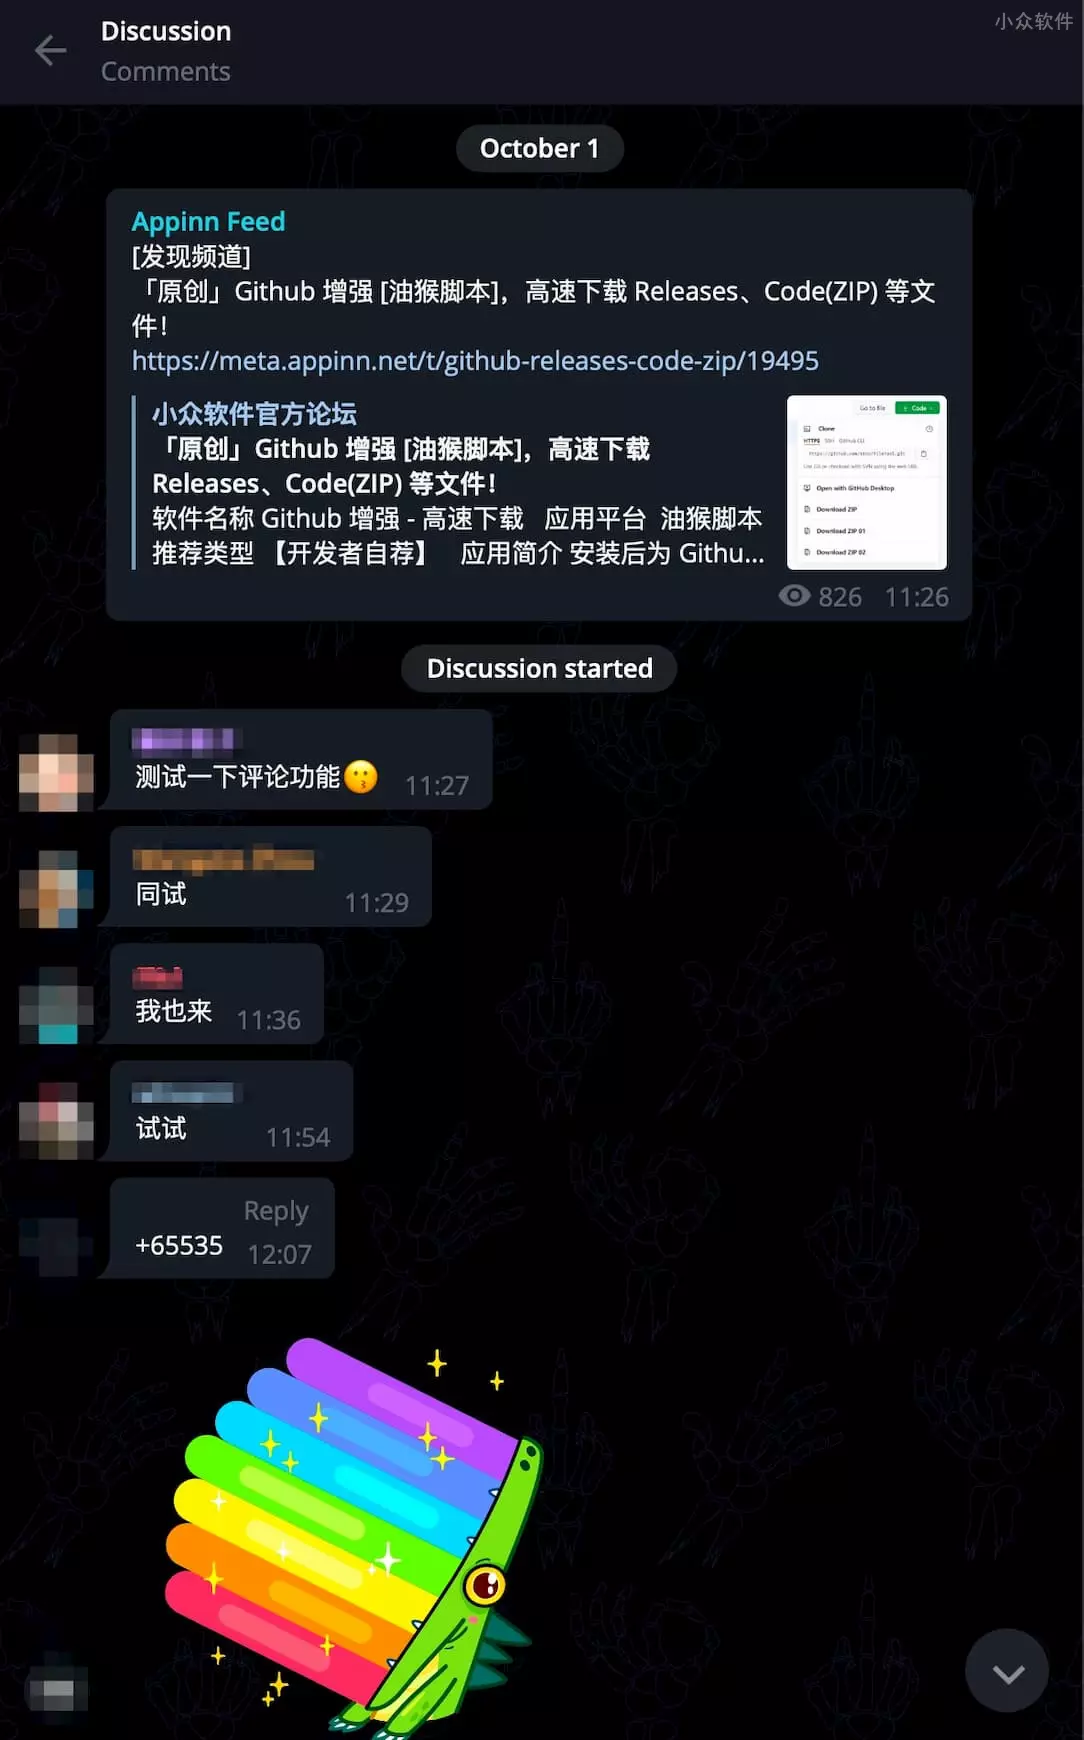 小众软件
Discussion
Comments
October 1
Appinn Feed
[发现频道]
「原创」Github 增强 [油猴脚本]，高速下载 Releases、Code(ZIP) 等文
件！
https://meta.appinn.net/t/github-releases-code-zip/19495
小众软件官方论坛
「原创」Github 增强 [油猴脚本]，高速下载
Releases、Code(ZIP) 等文件！
软件名称 Github 增强 - 高速下载 应用平台 油猴脚本
推荐类型 【开发者自荐】 应用简介 安装后为 Githu...
Go to file
Code
Clone
HTTPS SSH GitHub CLI
Open with GitHub Desktop
Download ZIP
Download ZIP 01
Download ZIP 02
826 11:26
Discussion started
测试一下评论功能😗 11:27
同试 11:29
我也来 11:36
试试 11:54
Reply
+65535 12:07